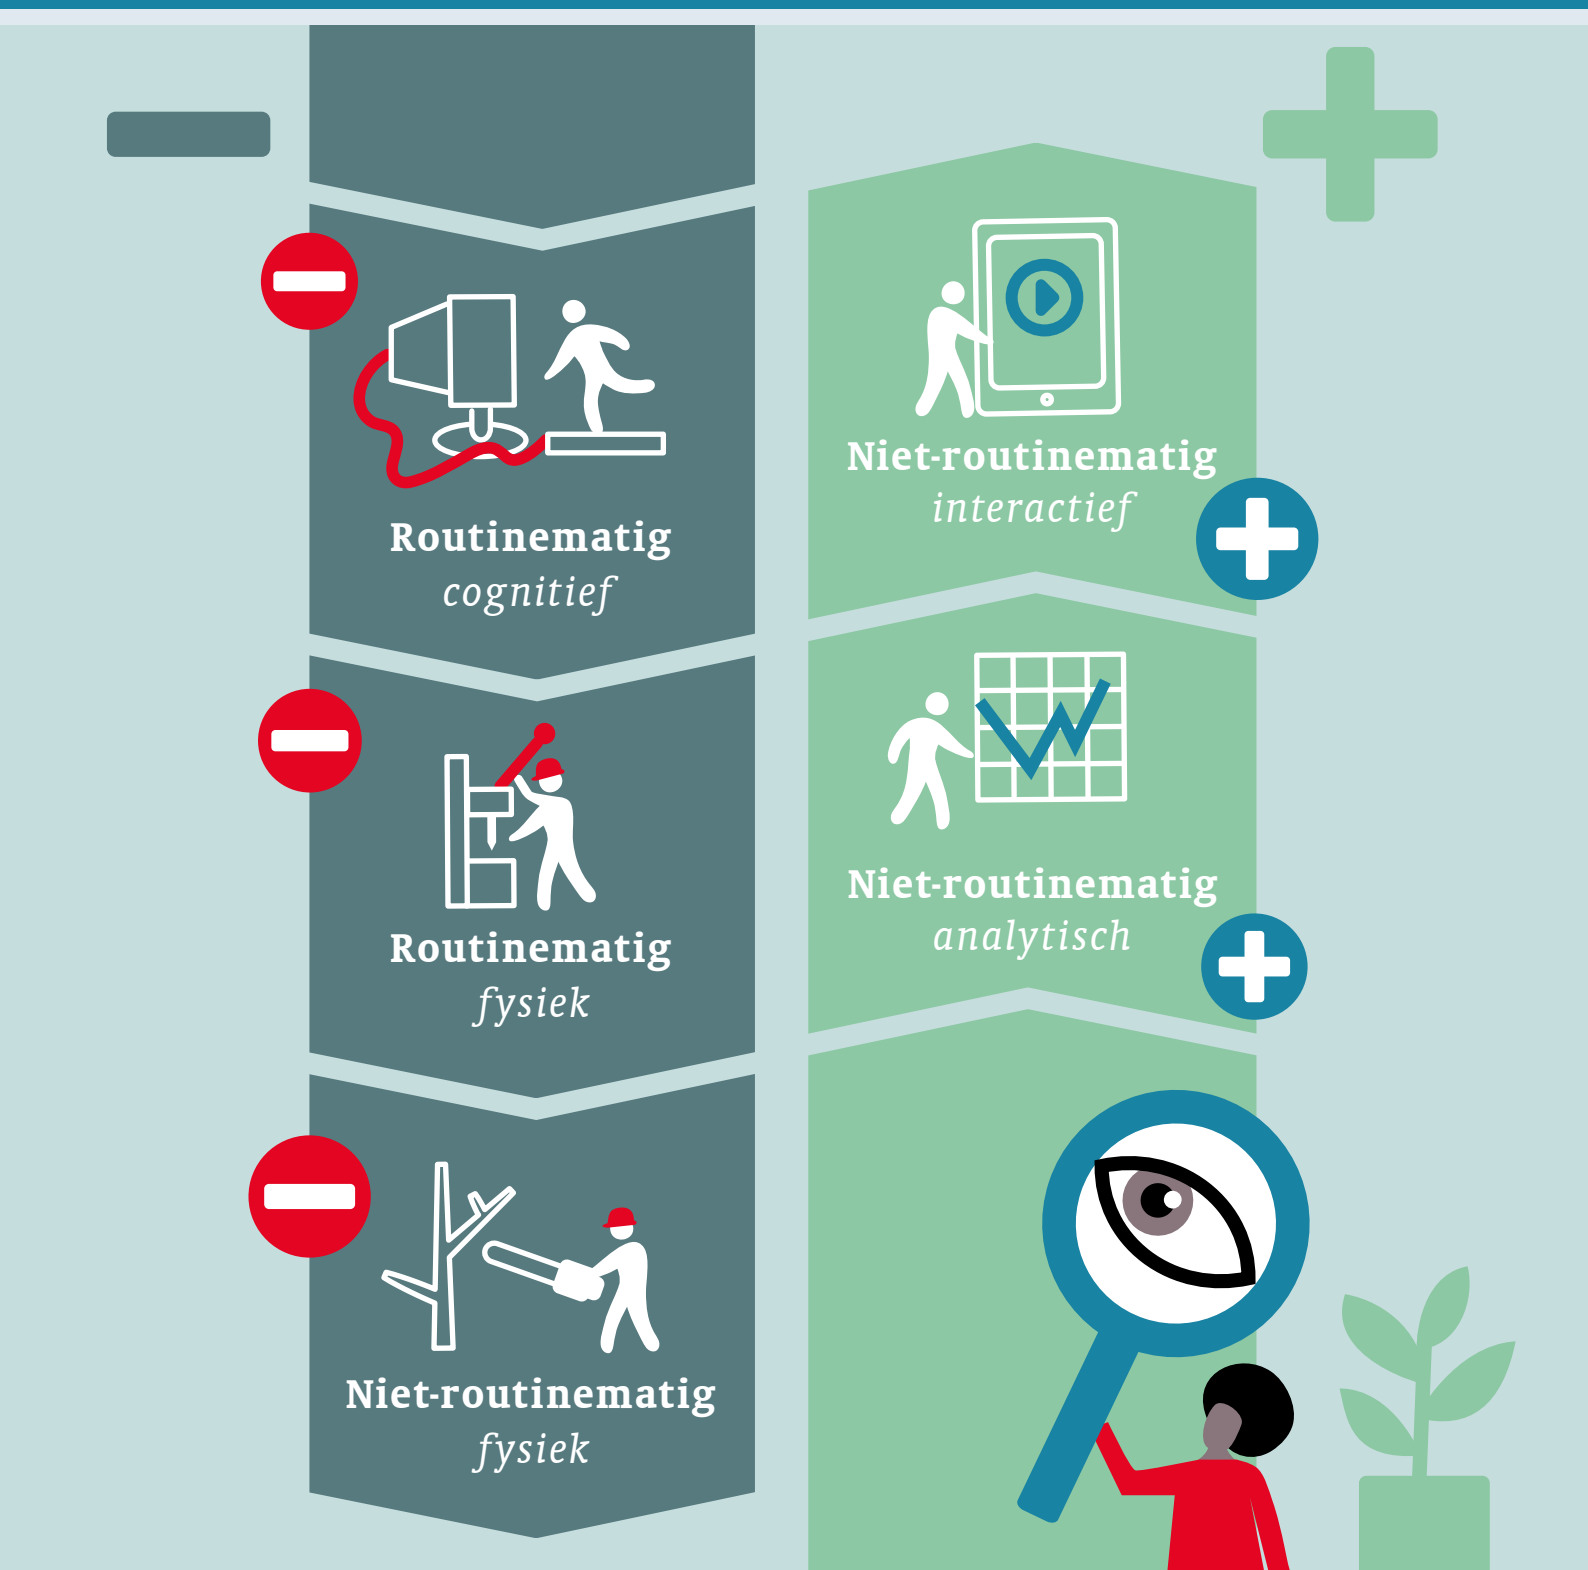 Routinematig
cognitief
Routinematig
fysiek
Niet-routinematig
fysiek
Niet-routinematig
interactief
Niet-routinematig
analytisch